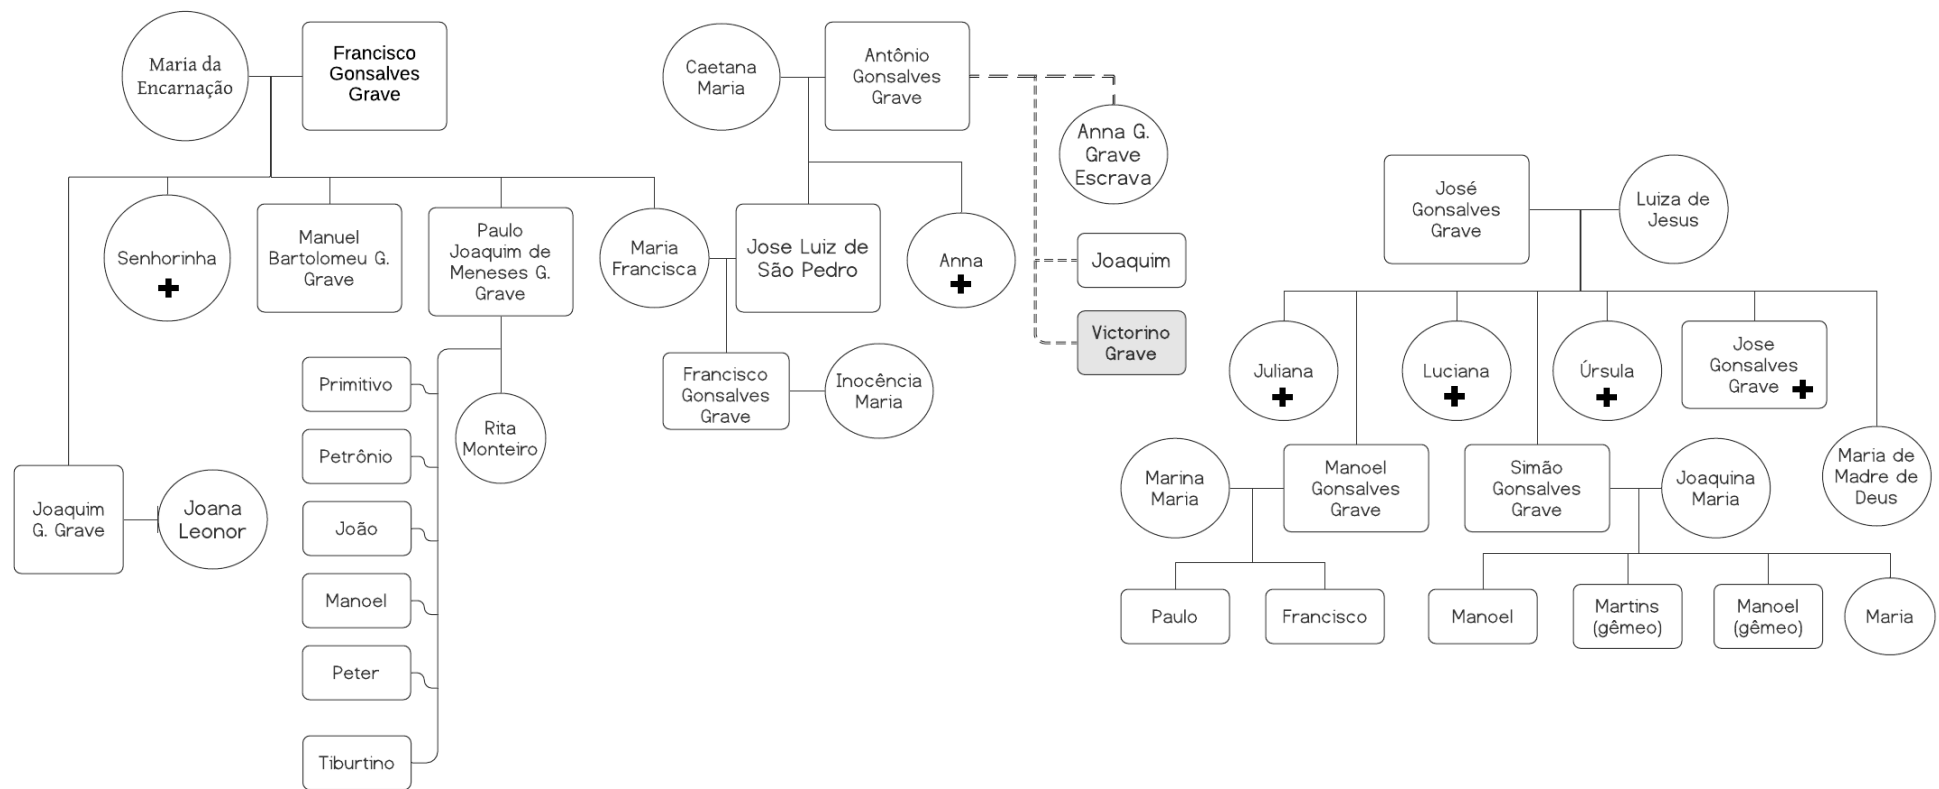 Maria da
Encarnação
Francisco
Gonsalves
Grave
Caetana
Maria
Antônio
Gonsalves
Grave
Anna G.
Grave
Escrava
José
Gonsalves
Grave
Luiza de
Jesus
Senhorinha
Manuel
Bartolomeu G.
Grave
Paulo
Joaquim de
Meneses G.
Grave
Maria
Francisca
Jose Luiz de
São Pedro
Anna
Joaquim
Victorino
Grave
Juliana
Luciana
Úrsula
Jose
Gonsalves
Grave
Primitivo
Petrônio
João
Manoel
Peter
Tiburtino
Rita
Monteiro
Francisco
Gonsalves
Grave
Inocência
Maria
Joaquim
G. Grave
Joana
Leonor
Marina
Maria
Manoel
Gonsalves
Grave
Simão
Gonsalves
Grave
Joaquina
Maria
Maria de
Madre de
Deus
Paulo
Francisco
Manoel
Martins
(gêmeo)
Manoel
(gêmeo)
Maria